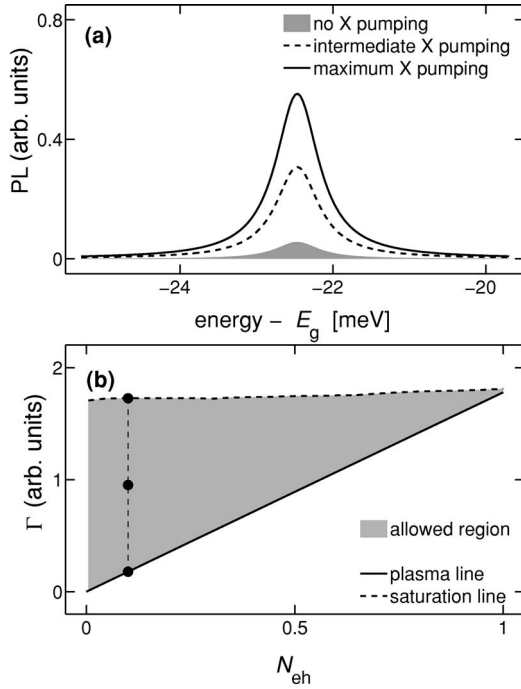 0.8
(a)
no X pumping
intermediate X pumping
maximum X pumping
PL (arb. units)
0.4
0
−24
−22
−20
energy − E_g [meV]
(b)
2
Γ (arb. units)
1
allowed region
plasma line
saturation line
0
0
0.5
1
N_eh